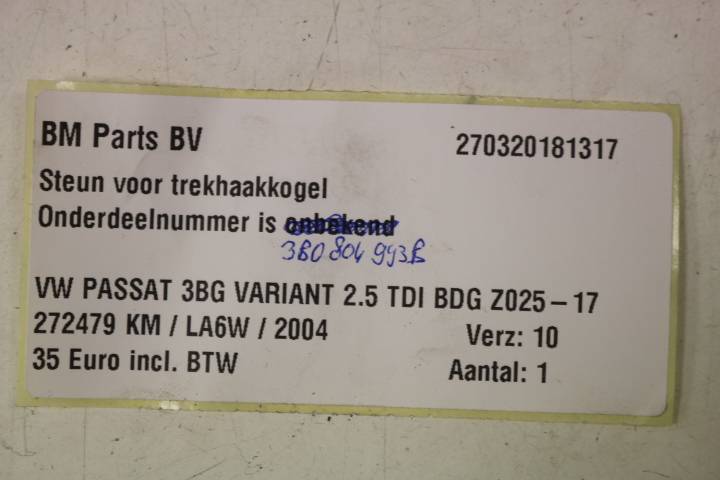 BM Parts BV 270320181317
Steun voor trekhaakkogel
Onderdeelnummer is onbekend
3B0 804 993B
VW PASSAT 3BG VARIANT 2.5 TDI BDG Z025-17
272479 KM / LA6W / 2004 Verz: 10
35 Euro incl. BTW Aantal: 1